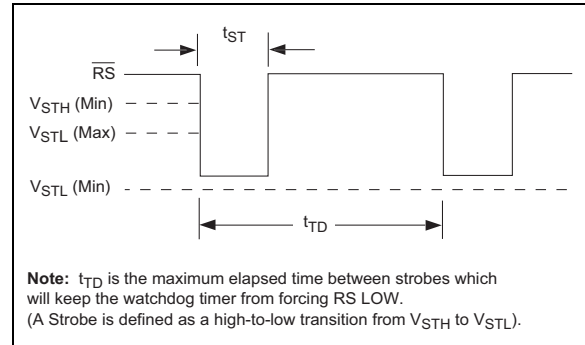 tST
RS
VSTH (Min)
VSTL (Max)
VSTL (Min)
tTD
Note: tTD is the maximum elapsed time between strobes which
will keep the watchdog timer from forcing RS LOW.
(A Strobe is defined as a high-to-low transition from VSTH to VSTL).